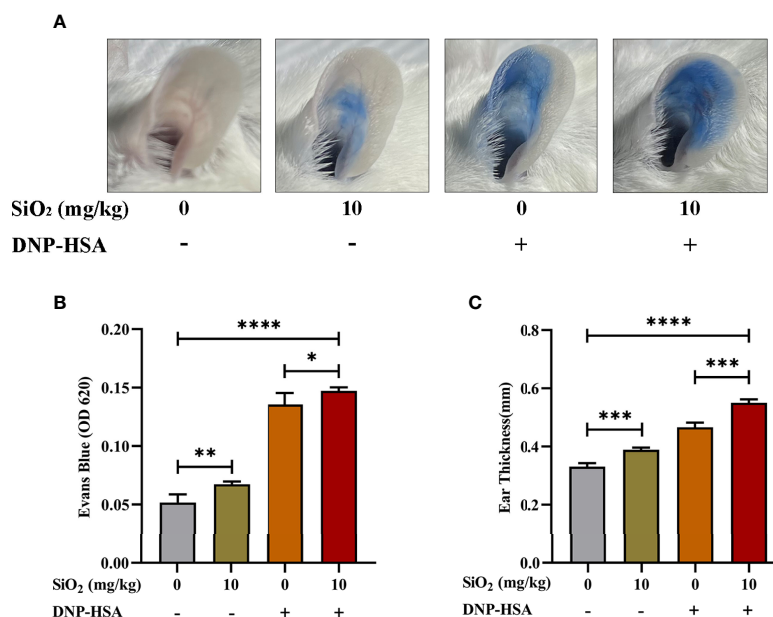 A
SiO₂ (mg/kg) 0 10 0 10
DNP-HSA - - + +
B
Evans Blue (OD 620)
0.20
0.15
0.10
0.05
0.00
****
*
**
SiO₂ (mg/kg) 0 10 0 10
DNP-HSA - - + +
C
Ear Thickness(mm)
0.8
0.6
0.4
0.2
0.0
****
***
***
SiO₂ (mg/kg) 0 10 0 10
DNP-HSA - - + +